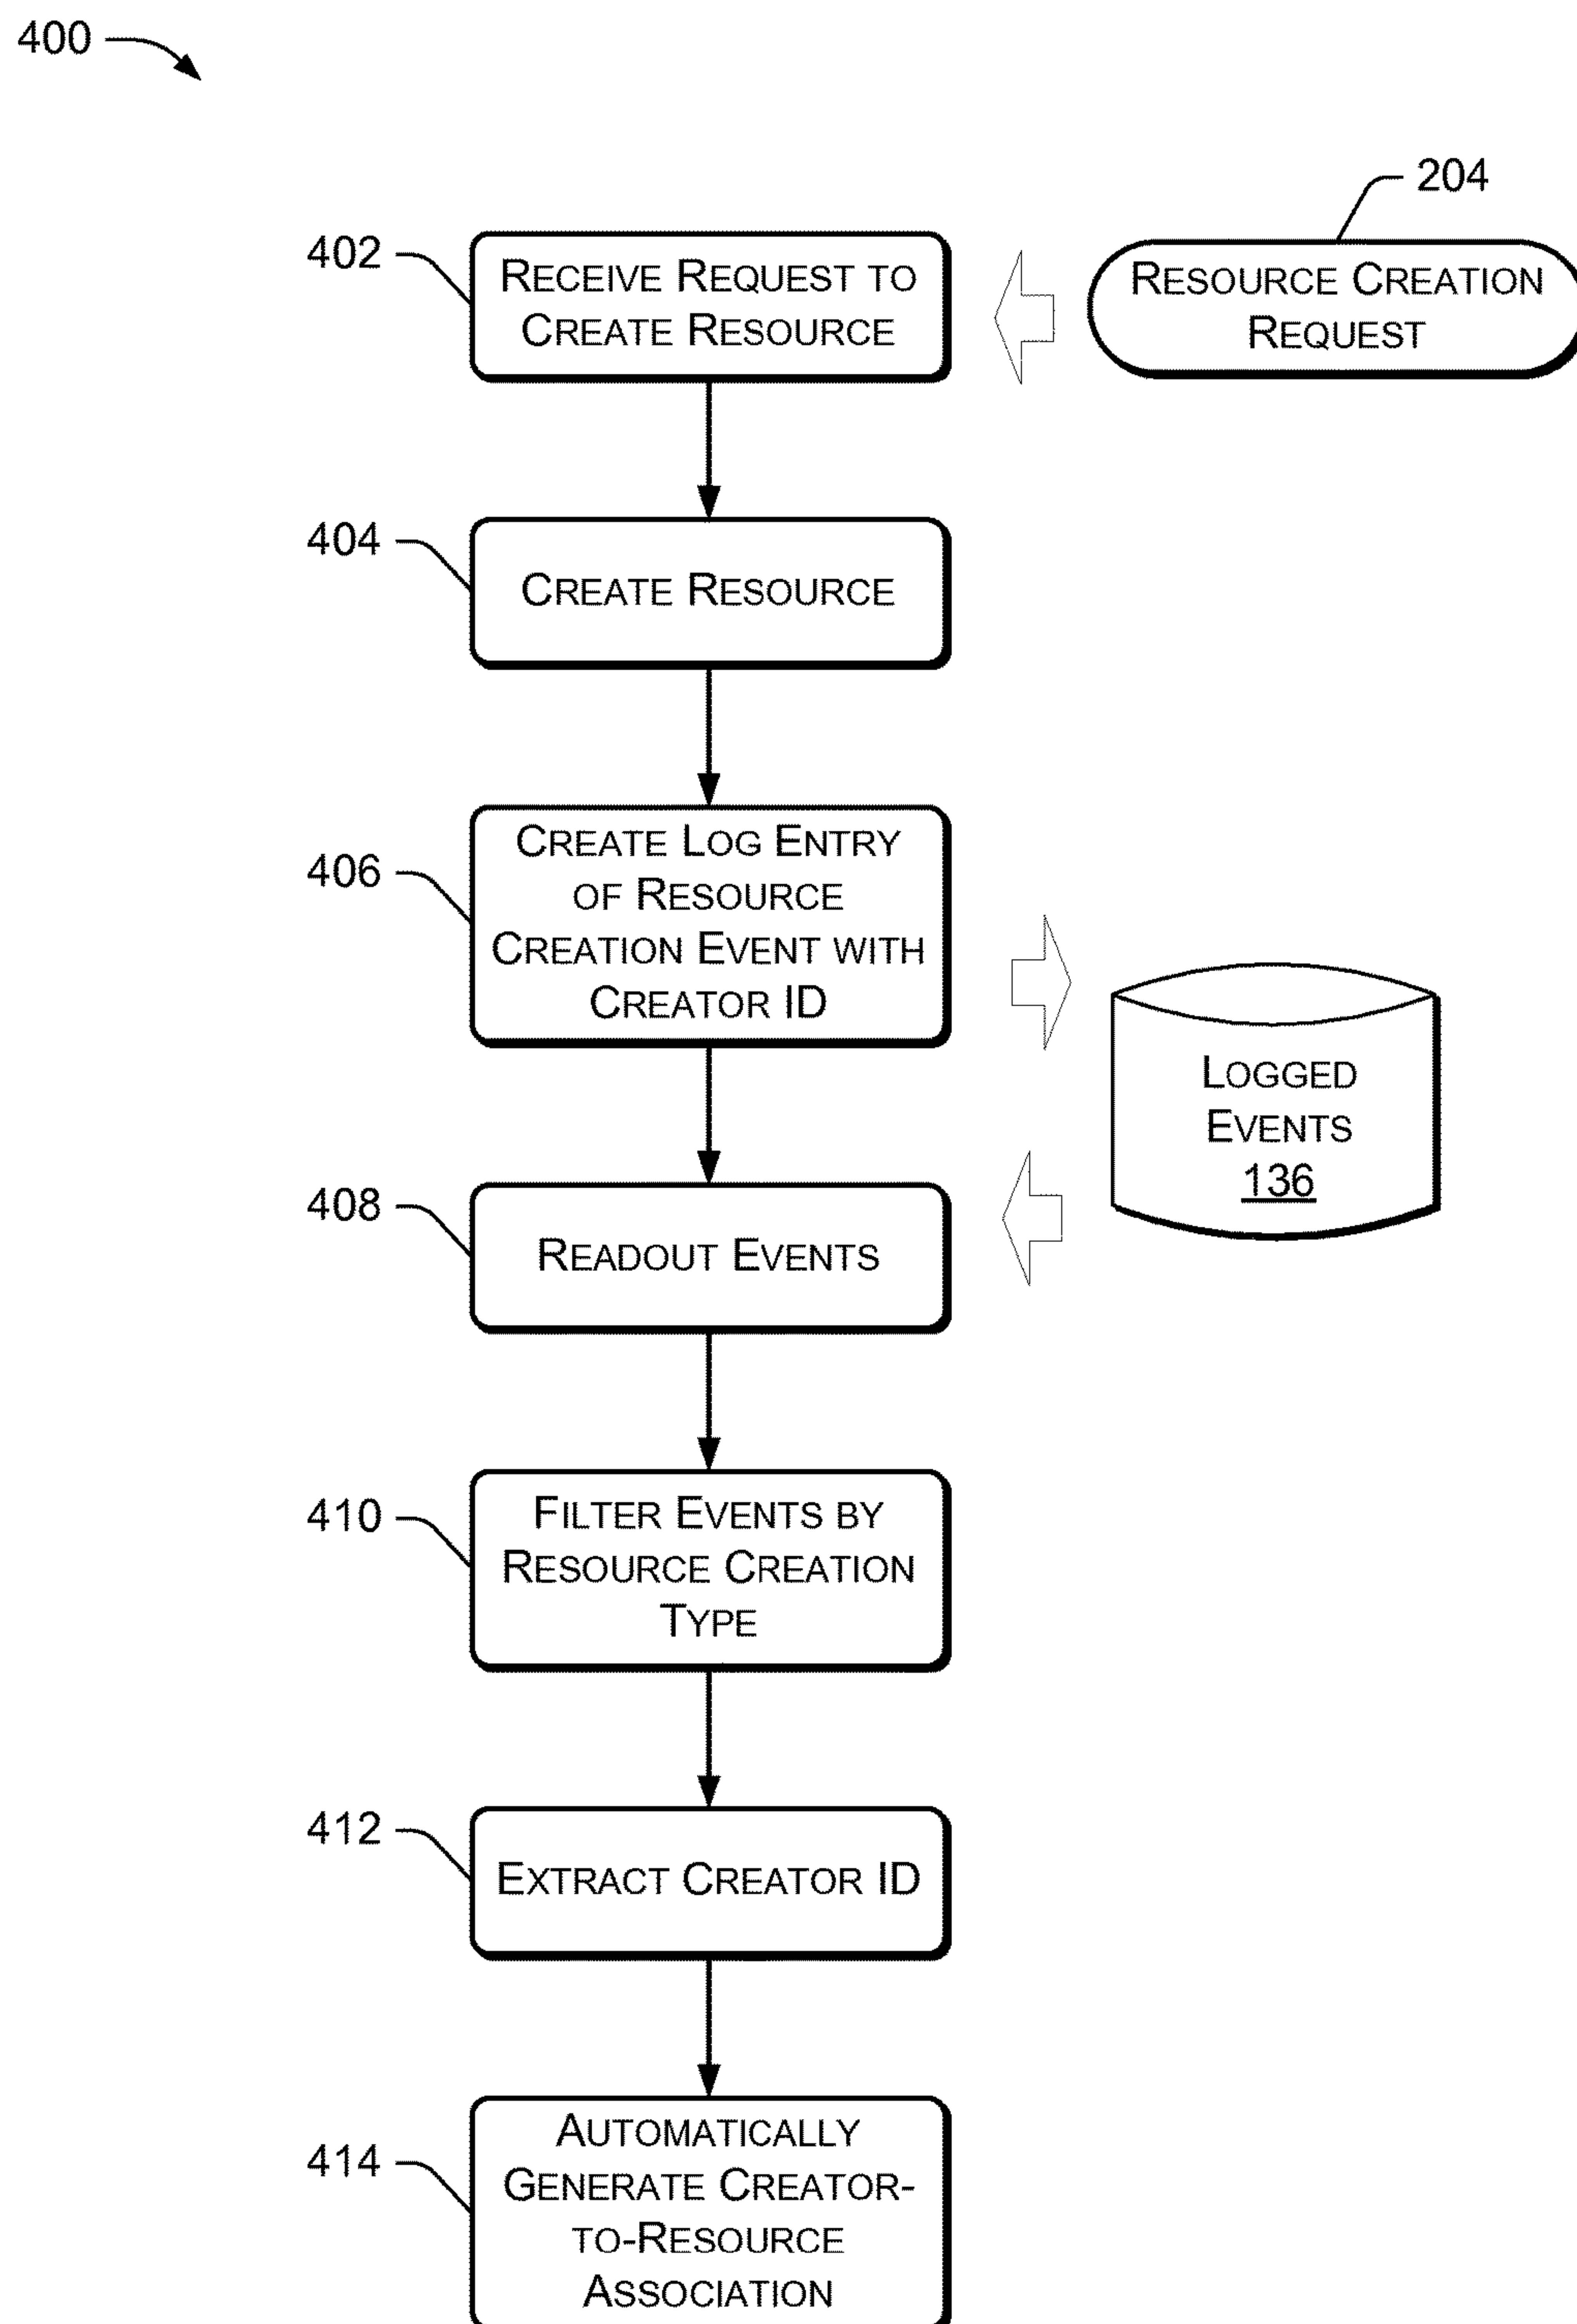 400
204
402
RECEIVE REQUEST TO
CREATE RESOURCE
RESOURCE CREATION
REQUEST
404
CREATE RESOURCE
406
CREATE LOG ENTRY
OF RESOURCE
CREATION EVENT WITH
CREATOR ID
LOGGED
EVENTS
136
408
READOUT EVENTS
410
FILTER EVENTS BY
RESOURCE CREATION
TYPE
412
EXTRACT CREATOR ID
414
AUTOMATICALLY
GENERATE CREATOR-
TO-RESOURCE
ASSOCIATION